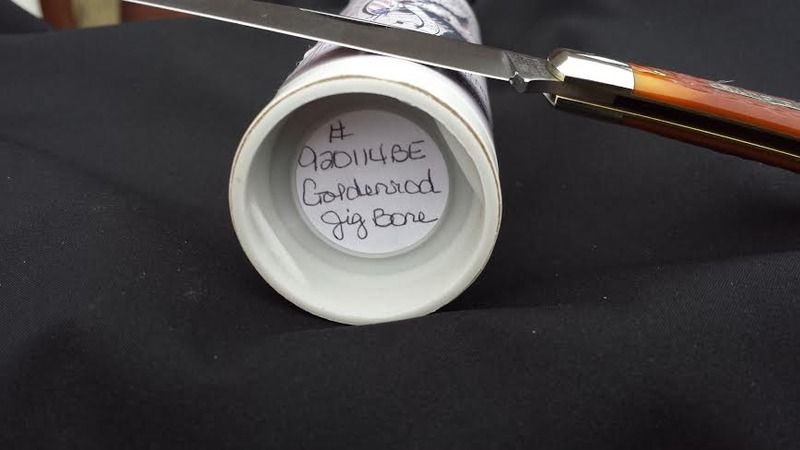 #
920114BE
Goldenrod
Jig Bone